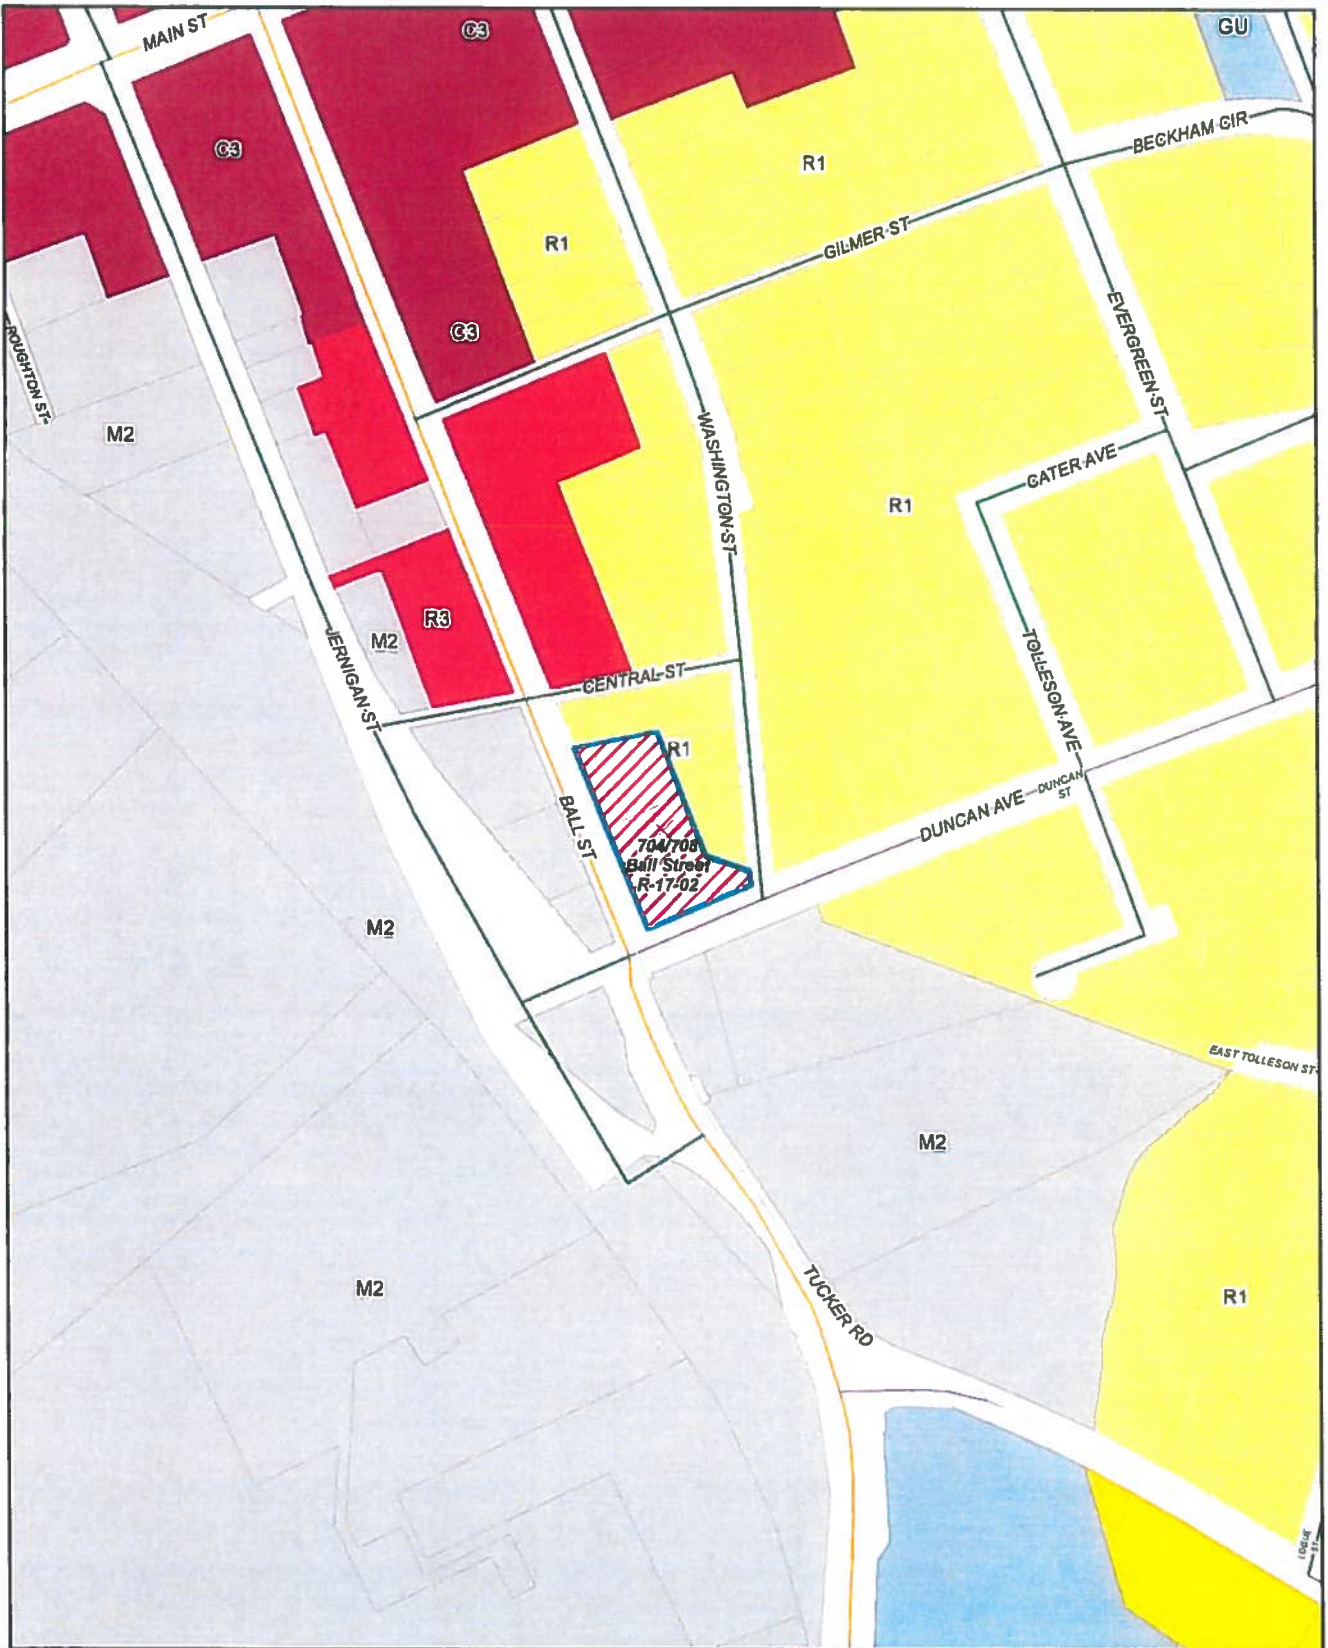 MAIN ST
C3
GU
BECKHAM CIR
C3
R1
R1
GILMER ST
C3
ROUGHTON ST
EVERGREEN ST
M2
WASHINGTON ST
CATER AVE
R1
R3
M2
JERNIGAN ST
CENTRAL ST
TOLLESON AVE
R1
BALL ST
DUNCAN AVE
DUNCAN
ST
704/708
Ball Street
R-17-02
M2
EAST TOLLESON ST
M2
M2
TUCKER RD
R1
LOGUE
ST